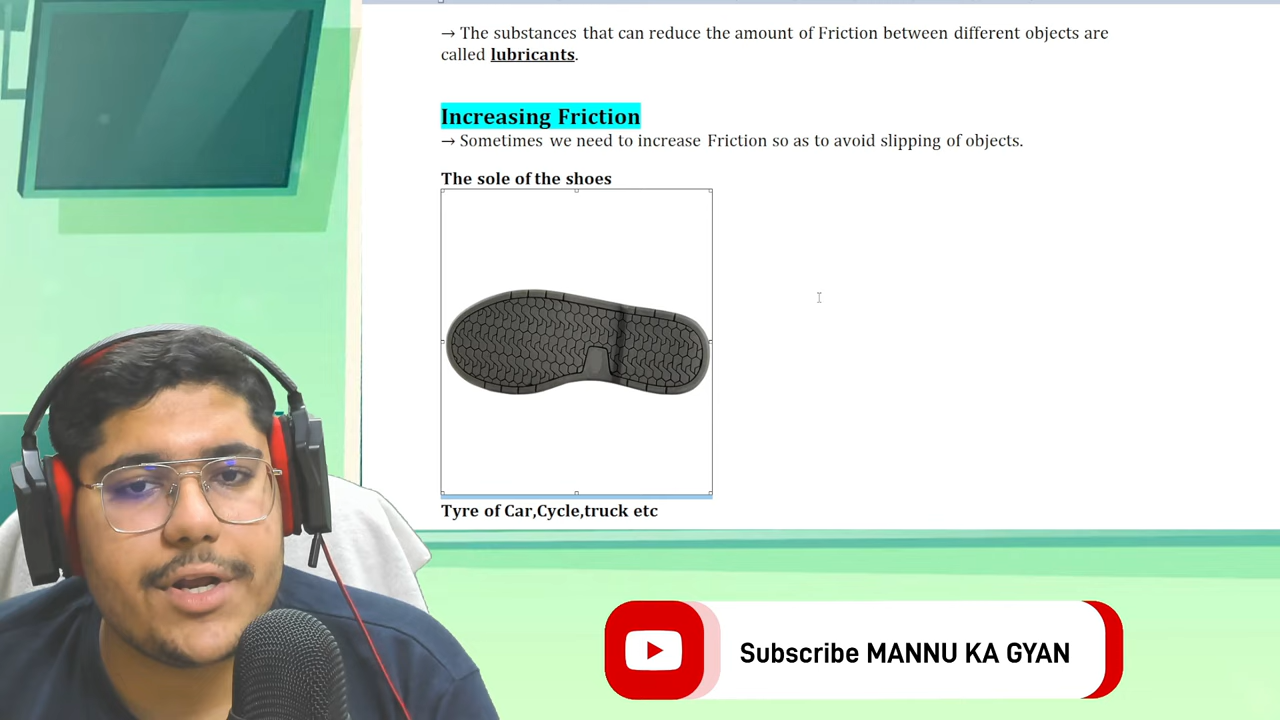 → The substances that can reduce the amount of Friction between different objects are
called lubricants.
Increasing Friction
→ Sometimes we need to increase Friction so as to avoid slipping of objects.
The sole of the shoes
Tyre of Car,Cycle,truck etc
Subscribe MANNU KA GYAN